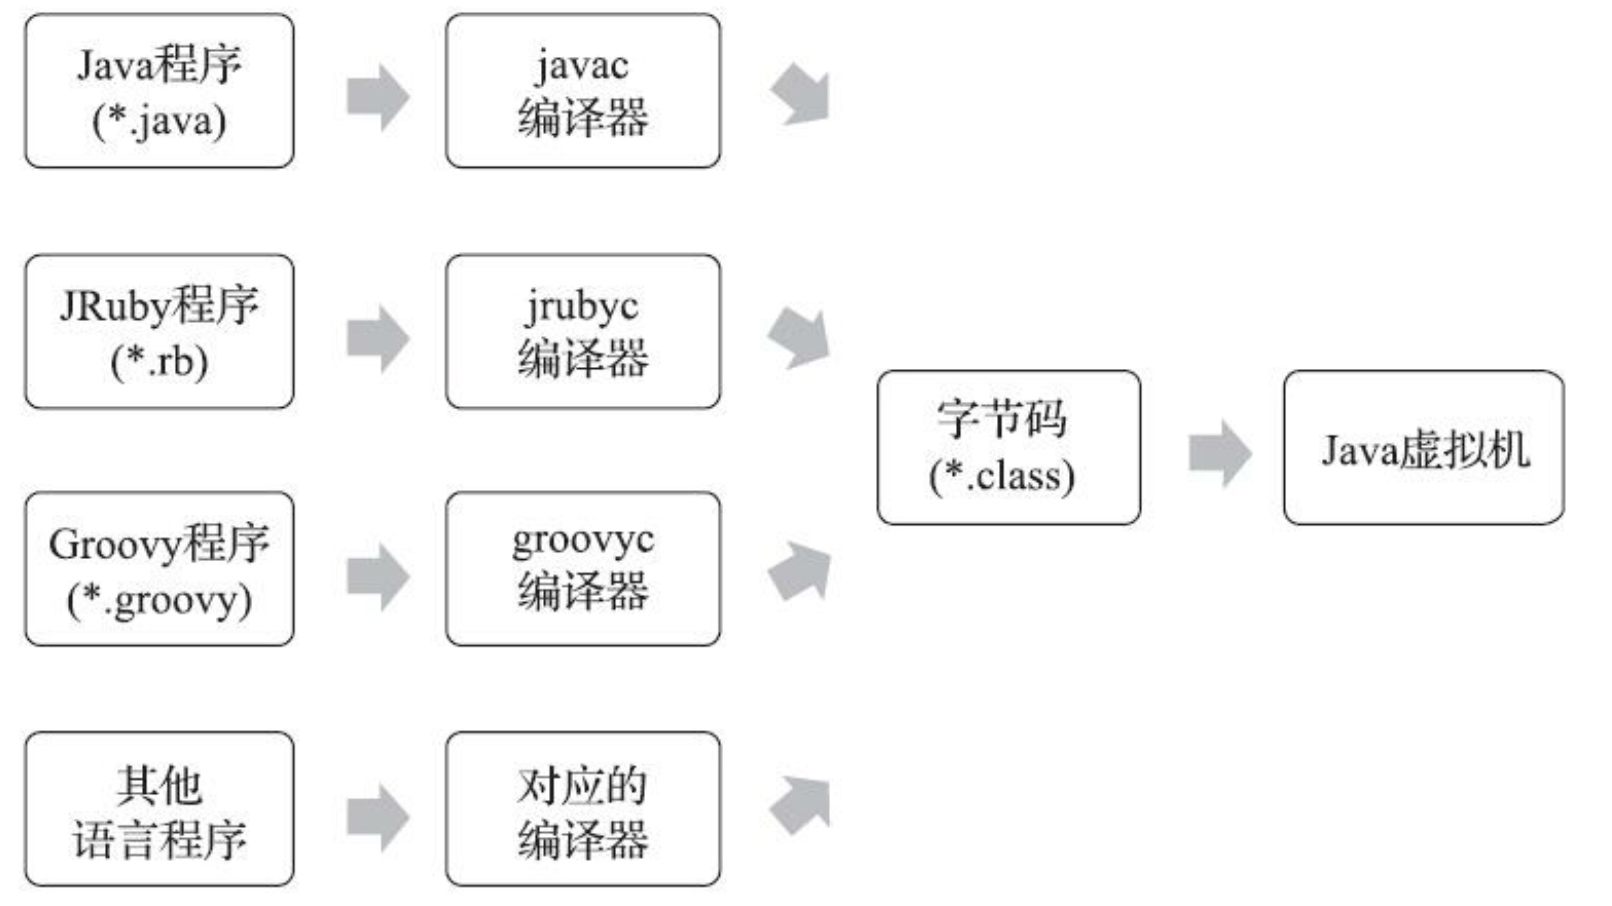 Java程序
(*.java)
javac
编译器
JRuby程序
(*.rb)
jrubyc
编译器
Groovy程序
(*.groovy)
groovyc
编译器
其他
语言程序
对应的
编译器
字节码
(*.class)
Java虚拟机